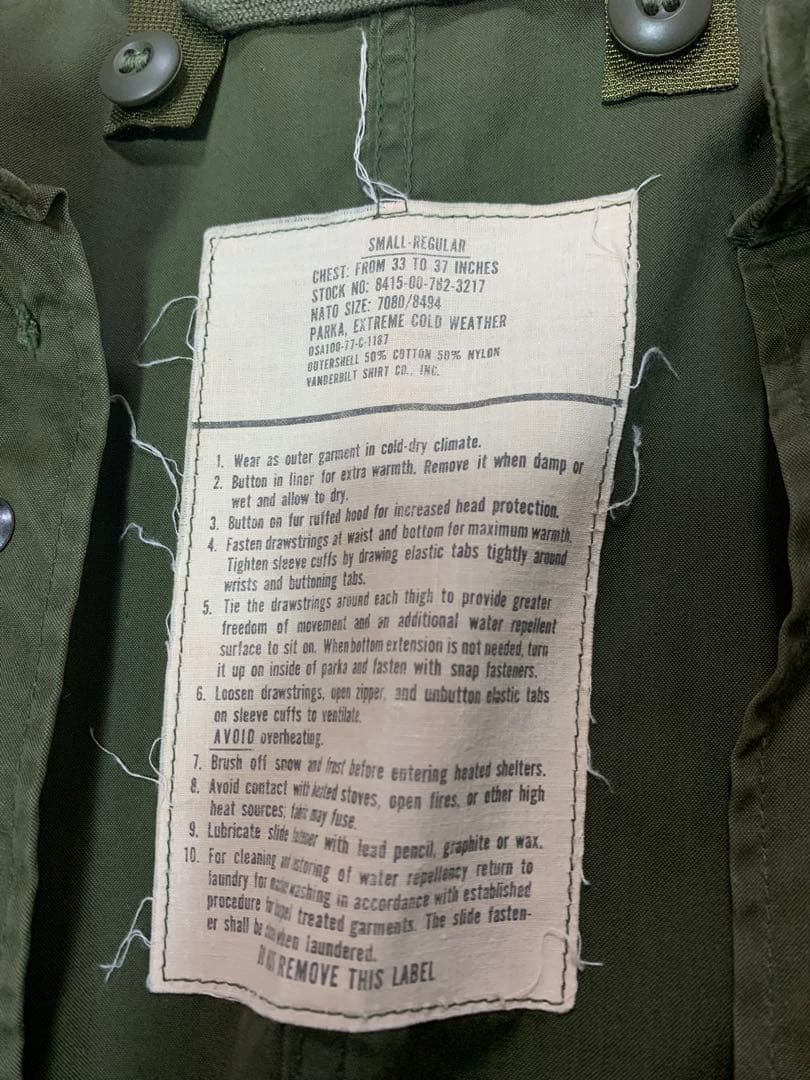 SMALL-REGULAR
CHEST: FROM 33 TO 37 INCHES
STOCK NO: 8415-00-782-3217
NATO SIZE: 7080/8494
PARKA, EXTREME COLD WEATHER
DSA100-77-C-1187
OUTERSHELL 50% COTTON 50% NYLON
VANDERBILT SHIRT CO., INC.
1. Wear as outer garment in cold-dry climate.
2. Button in liner for extra warmth. Remove it when damp or
wet and allow to dry.
3. Button on fur ruffed hood for increased head protection.
4. Fasten drawstrings at waist and bottom for maximum warmth.
Tighten sleeve cuffs by drawing elastic tabs tightly around
wrists and buttoning tabs.
5. Tie the drawstrings around each thigh to provide greater
freedom of movement and an additional water repellent
surface to sit on. When bottom extension is not needed, turn
it up on inside of parka and fasten with snap fasteners.
6. Loosen drawstrings, open zipper, and unbutton elastic tabs
on sleeve cuffs to ventilate.
AVOID overheating.
7. Brush off snow and frost before entering heated shelters.
8. Avoid contact with heated stoves, open fires, or other high
heat sources; fabric may fuse.
9. Lubricate slide fastener with lead pencil, graphite or wax.
10. For cleaning and restoring of water repellency return to
laundry for machine washing in accordance with established
procedure for treated garments. The slide fasten-
er shall be when laundered.
DO NOT REMOVE THIS LABEL